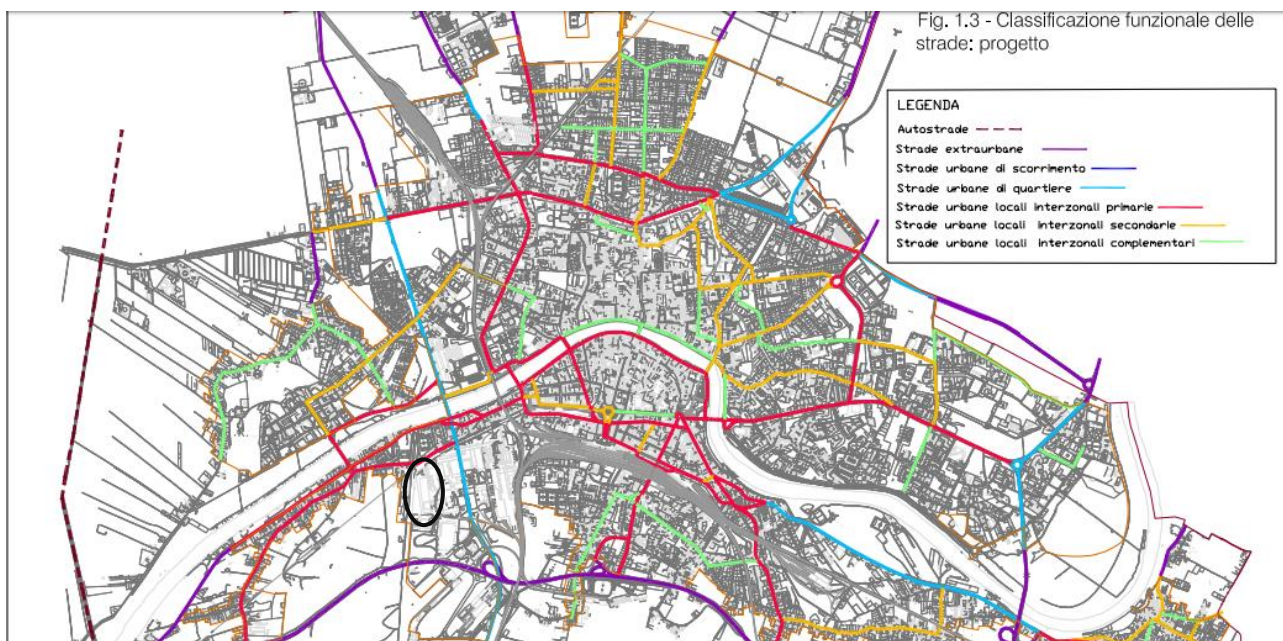 Fig. 1.3 - Classificazione funzionale delle
strade: progetto
LEGENDA
Autostrade
Strade extraurbane
Strade urbane di scorrimento
Strade urbane di quartiere
Strade urbane locali interzonali primarie
Strade urbane locali interzonali secondarie
Strade urbane locali interzonali complementari